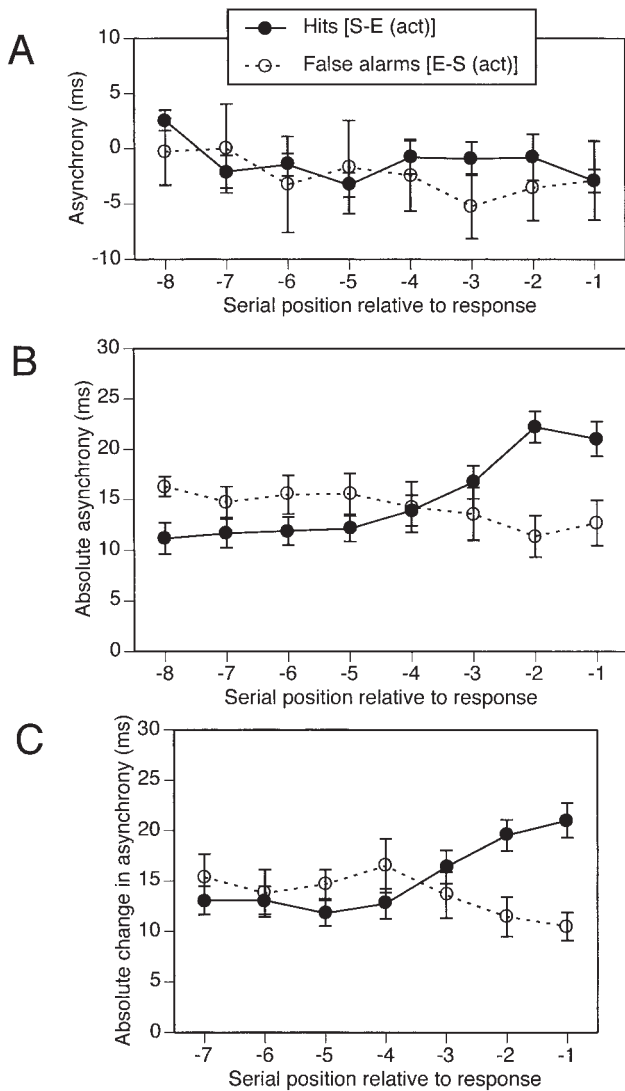 Hits [S-E (act)]
False alarms [E-S (act)]
A
Asynchrony (ms)
10
5
0
-5
-10
-8 -7 -6 -5 -4 -3 -2 -1
Serial position relative to response
B
Absolute asynchrony (ms)
30
25
20
15
10
5
0
-8 -7 -6 -5 -4 -3 -2 -1
Serial position relative to response
C
Absolute change in asynchrony (ms)
30
25
20
15
10
5
0
-7 -6 -5 -4 -3 -2 -1
Serial position relative to response